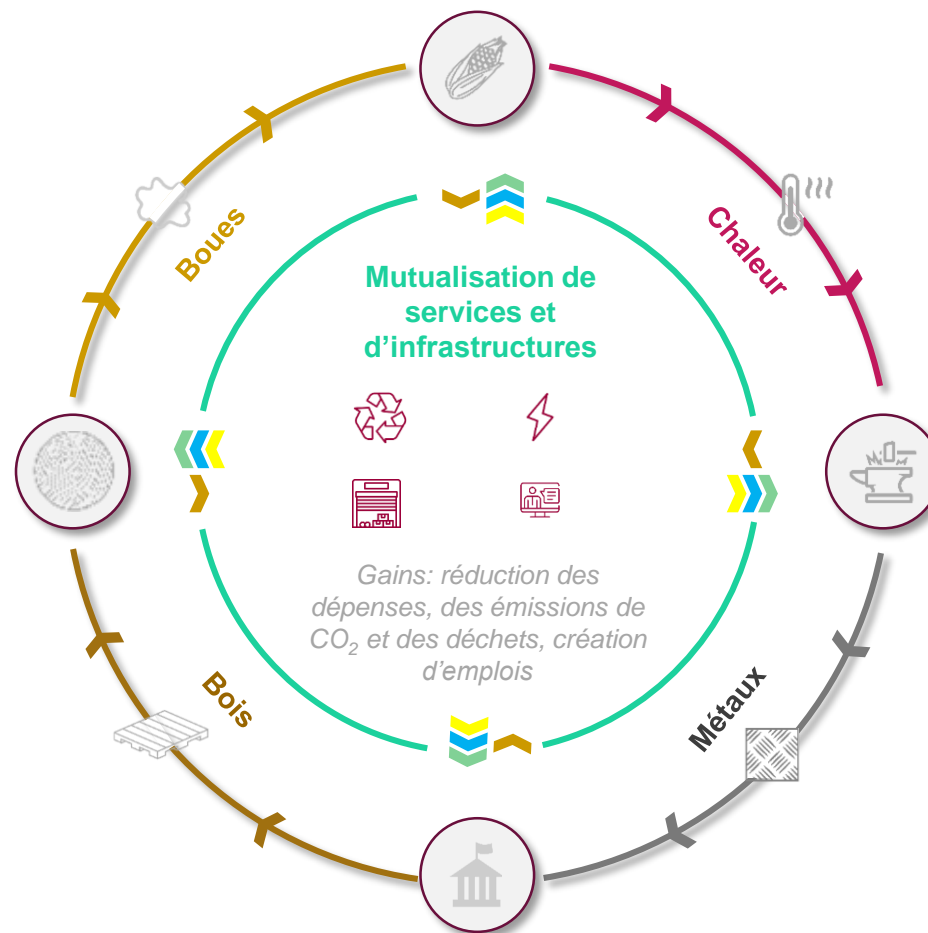 Boues
Chaleur
Mutualisation de
services et
d’infrastructures
Gains: réduction des
dépenses, des émissions de
CO₂ et des déchets, création
d’emplois
Bois
Métaux